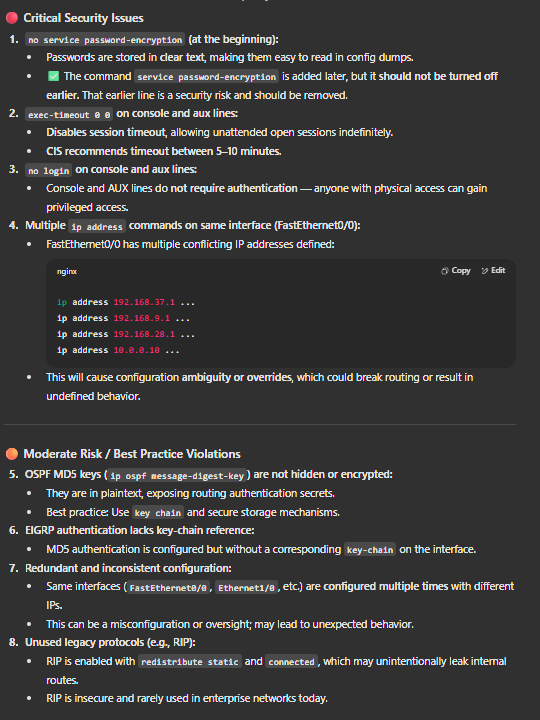 Critical Security Issues
1. no service password-encryption (at the beginning):
• Passwords are stored in clear text, making them easy to read in config dumps.
• ✅ The command service password-encryption is added later, but it should not be turned off
earlier. That earlier line is a security risk and should be removed.
2. exec-timeout 0 0 on console and aux lines:
• Disables session timeout, allowing unattended open sessions indefinitely.
• CIS recommends timeout between 5–10 minutes.
3. no login on console and aux lines:
• Console and AUX lines do not require authentication — anyone with physical access can gain
privileged access.
4. Multiple ip address commands on same interface (FastEthernet0/0):
• FastEthernet0/0 has multiple conflicting IP addresses defined:
nginx Copy Edit
ip address 192.168.37.1 ...
ip address 192.168.9.1 ...
ip address 192.168.28.1 ...
ip address 10.0.0.10 ...
• This will cause configuration ambiguity or overrides, which could break routing or result in
undefined behavior.
Moderate Risk / Best Practice Violations
5. OSPF MD5 keys (ip ospf message-digest-key) are not hidden or encrypted:
• They are in plaintext, exposing routing authentication secrets.
• Best practice: Use key chain and secure storage mechanisms.
6. EIGRP authentication lacks key-chain reference:
• MD5 authentication is configured but without a corresponding key-chain on the interface.
7. Redundant and inconsistent configuration:
• Same interfaces (FastEthernet0/0, Ethernet1/0, etc.) are configured multiple times with different
IPs.
• This can be a misconfiguration or oversight; may lead to unexpected behavior.
8. Unused legacy protocols (e.g., RIP):
• RIP is enabled with redistribute static and connected, which may unintentionally leak internal
routes.
• RIP is insecure and rarely used in enterprise networks today.